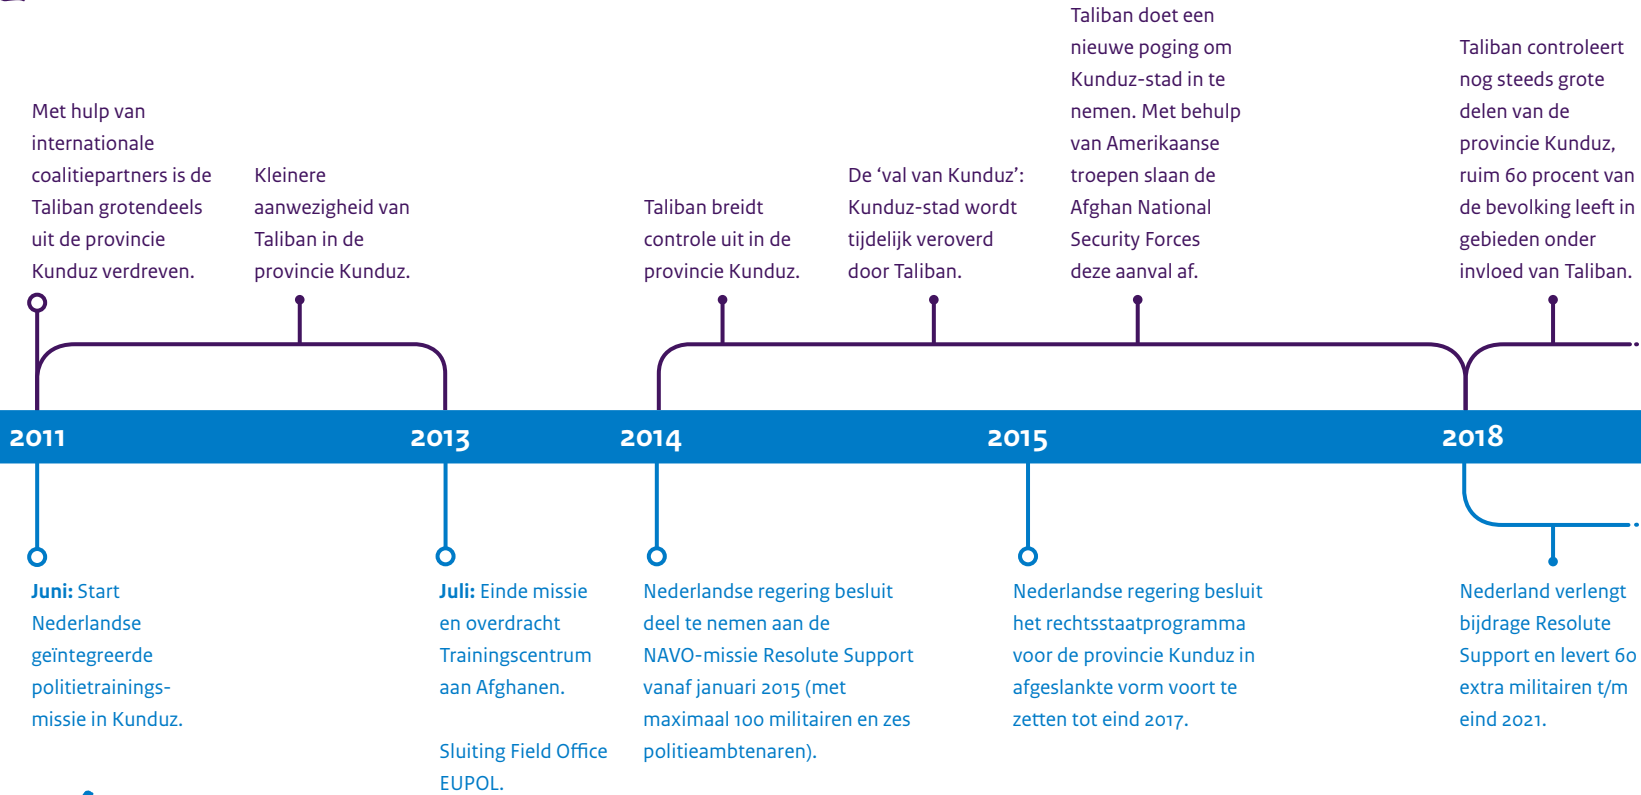 Met hulp van
internationale
coalitiepartners is de
Taliban grotendeels
uit de provincie
Kunduz verdreven.
Kleinere
aanwezigheid van
Taliban in de
provincie Kunduz.
Taliban breidt
controle uit in de
provincie Kunduz.
De ‘val van Kunduz’:
Kunduz-stad wordt
tijdelijk veroverd
door Taliban.
Taliban doet een
nieuwe poging om
Kunduz-stad in te
nemen. Met behulp
van Amerikaanse
troepen slaan de
Afghan National
Security Forces
deze aanval af.
Taliban controleert
nog steeds grote
delen van de
provincie Kunduz,
ruim 60 procent van
de bevolking leeft in
gebieden onder
invloed van Taliban.
2011
2013
2014
2015
2018
Juni: Start
Nederlandse
geïntegreerde
politietrainings-
missie in Kunduz.
Juli: Einde missie
en overdracht
Trainingscentrum
aan Afghanen.
Sluiting Field Office
EUPOL.
Nederlandse regering besluit
deel te nemen aan de
NAVO-missie Resolute Support
vanaf januari 2015 (met
maximaal 100 militairen en zes
politieambtenaren).
Nederlandse regering besluit
het rechtsstaatprogramma
voor de provincie Kunduz in
afgeslankte vorm voort te
zetten tot eind 2017.
Nederland verlengt
bijdrage Resolute
Support en levert 60
extra militairen t/m
eind 2021.